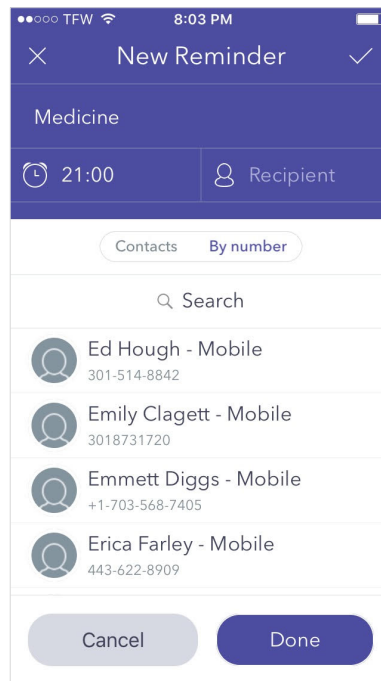 TFW 8:03 PM
New Reminder
Medicine
21:00 Recipient
Contacts By number
Search
Ed Hough - Mobile
301-514-8842
Emily Clagett - Mobile
3018731720
Emmett Diggs - Mobile
+1-703-568-7405
Erica Farley - Mobile
443-622-8909
Cancel Done